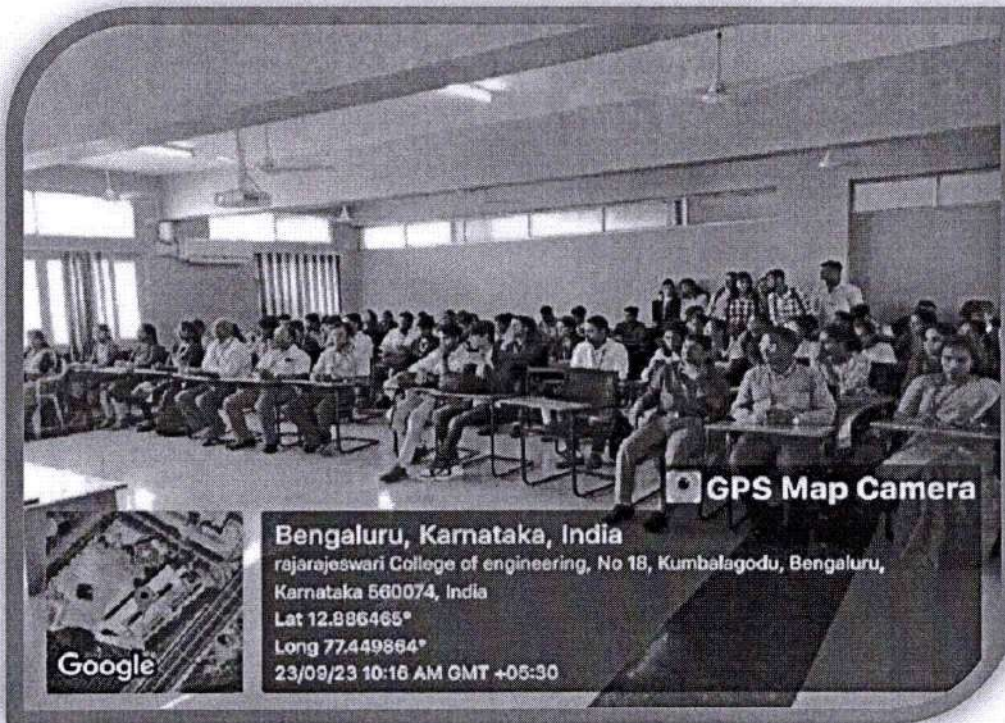 GPS Map Camera
Bengaluru, Karnataka, India
rajarajeswari College of engineering, No 18, Kumbalagodu, Bengaluru,
Karnataka 560074, India
Lat 12.886465°
Long 77.449864°
23/09/23 10:16 AM GMT +05:30
Google